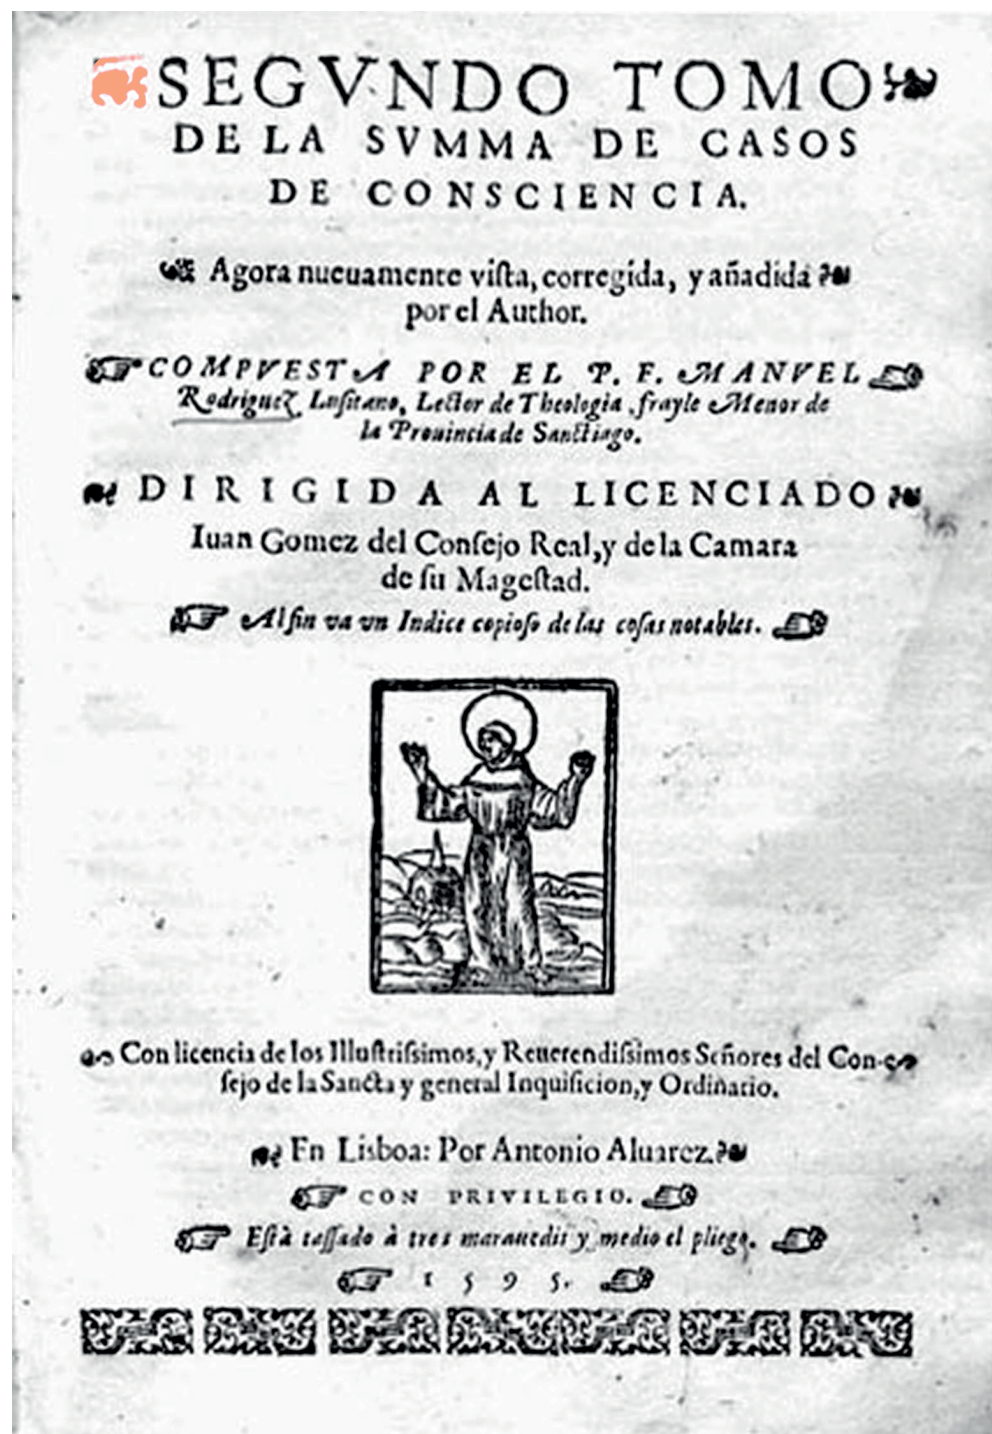 SEGVNDO TOMO
DE LA SVMMA DE CASOS
DE CONSCIENCIA.
Agora nueuamente viſta, corregida, y añadida
por el Author.
COMPVESTA POR EL P. F. MANVEL
Rodriguez Luſitano, Lector de Theologia, frayle Menor de
la Prouincia de Sanctiago.
DIRIGIDA AL LICENCIADO
Iuan Gomez del Conſejo Real, y de la Camara
de ſu Mageſtad.
Al fin va vn Indice copioſo de las coſas notables.
Con licencia de los Illuſtriſsimos, y Reuerendiſsimos Señores del Con-
ſejo de la Sancta y general Inquiſicion, y Ordinario.
En Lisboa: Por Antonio Aluarez.
CON PRIVILEGIO.
Eſtà taſſado à tres marauedis y medio el pliego.
1595.